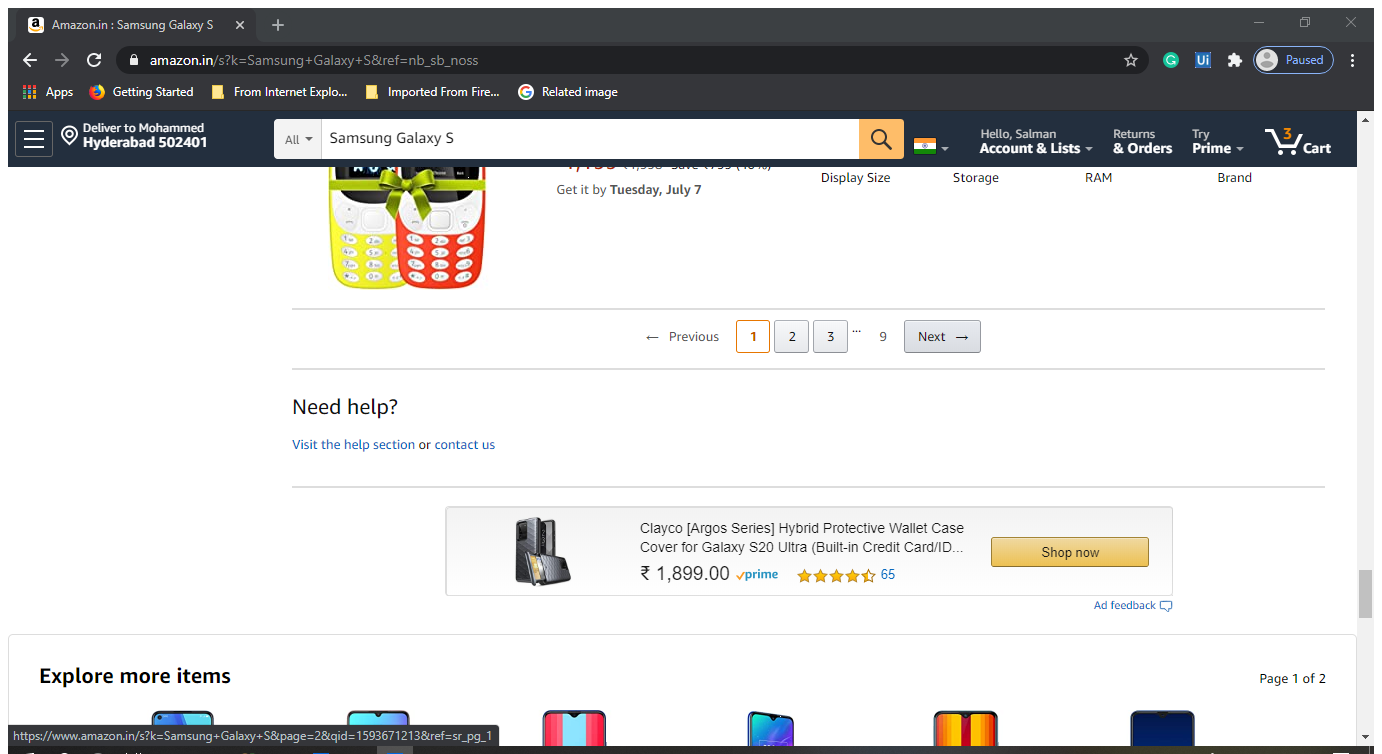 Amazon.in : Samsung Galaxy S
amazon.in/s?k=Samsung+Galaxy+S&ref=nb_sb_noss
Paused
Apps Getting Started From Internet Explo... Imported From Fire... Related image
Deliver to Mohammed
Hyderabad 502401
All
Samsung Galaxy S
Hello, Salman
Account & Lists
Returns
& Orders
Try
Prime
3
Cart
Get it by Tuesday, July 7
Display Size Storage RAM Brand
← Previous 1 2 3 ... 9 Next →
Need help?
Visit the help section or contact us
Clayco [Argos Series] Hybrid Protective Wallet Case
Cover for Galaxy S20 Ultra (Built-in Credit Card/ID...
₹ 1,899.00 prime 65
Shop now
Ad feedback
Explore more items
Page 1 of 2
https://www.amazon.in/s?k=Samsung+Galaxy+S&page=2&qid=1593671213&ref=sr_pg_1